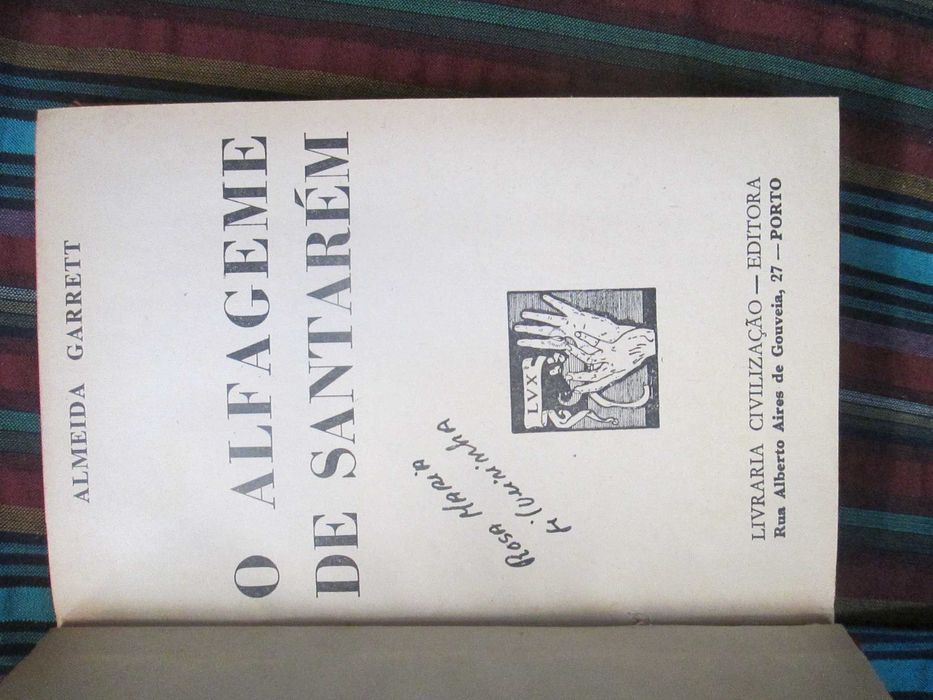 ALMEIDA GARRETT
O ALFAGEME
DE SANTARÉM
ROSA MARIA
LVX
LIVRARIA CIVILIZAÇÃO — EDITORA
Rua Alberto Aires de Gouveia, 27 — PORTO